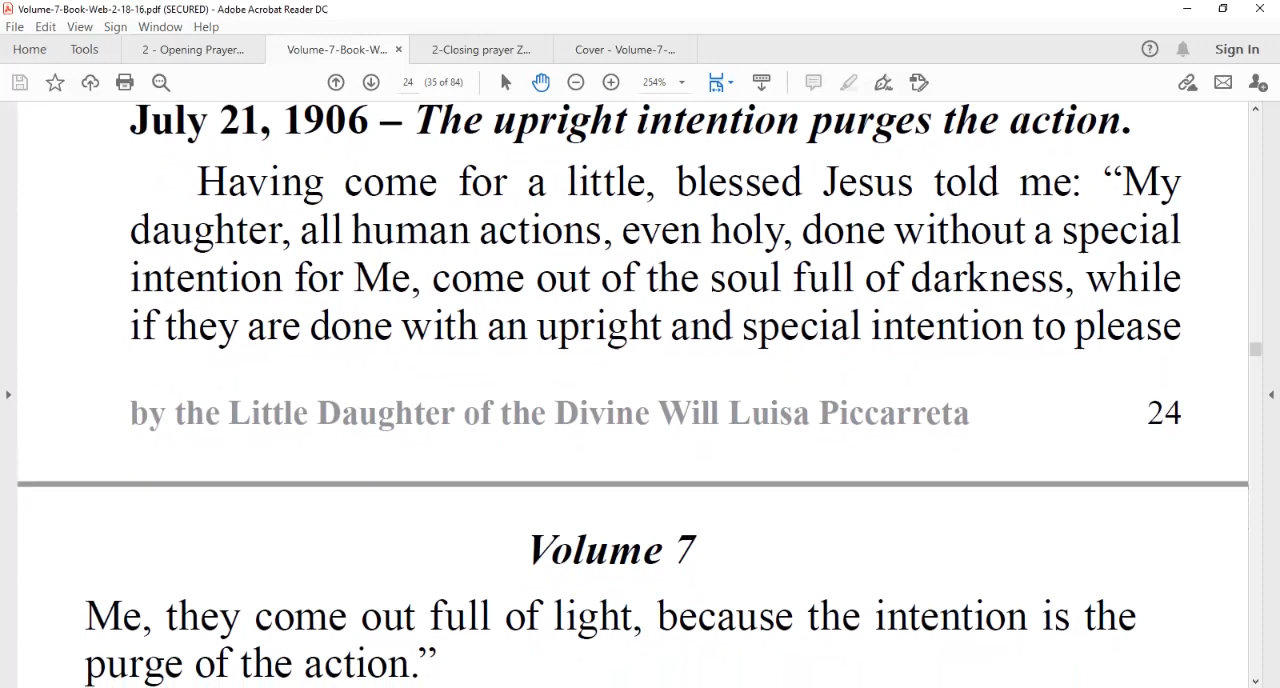 Volume-7-Book-Web-2-18-16.pdf (SECURED) - Adobe Acrobat Reader DC
File Edit View Sign Window Help
Home Tools 2 - Opening Prayer... Volume-7-Book-W... × 2-Closing prayer Z... Cover - Volume-7-... Sign In
24 (35 of 84) 254%
July 21, 1906 – The upright intention purges the action.
Having come for a little, blessed Jesus told me: “My
daughter, all human actions, even holy, done without a special
intention for Me, come out of the soul full of darkness, while
if they are done with an upright and special intention to please
by the Little Daughter of the Divine Will Luisa Piccarreta 24
Volume 7
Me, they come out full of light, because the intention is the
purge of the action.”